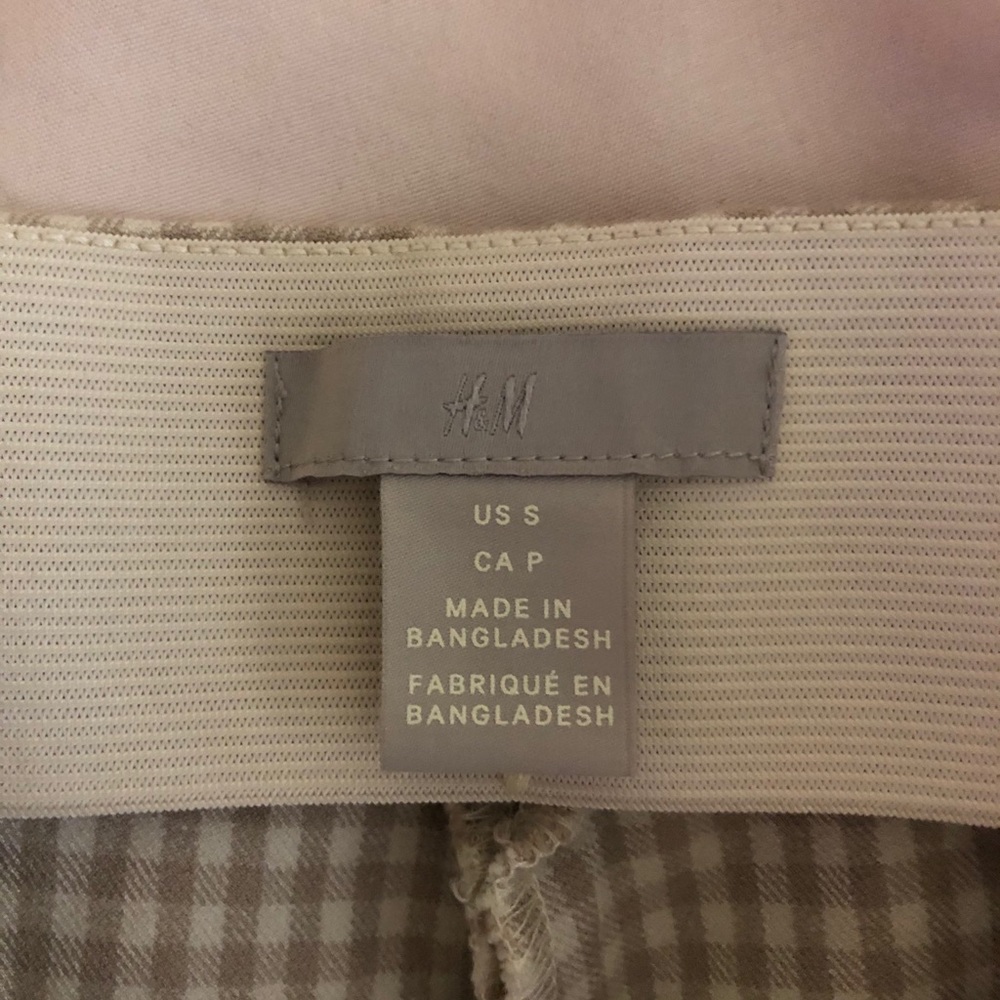 H&M
US S
CA P
MADE IN
BANGLADESH
FABRIQUÉ EN
BANGLADESH